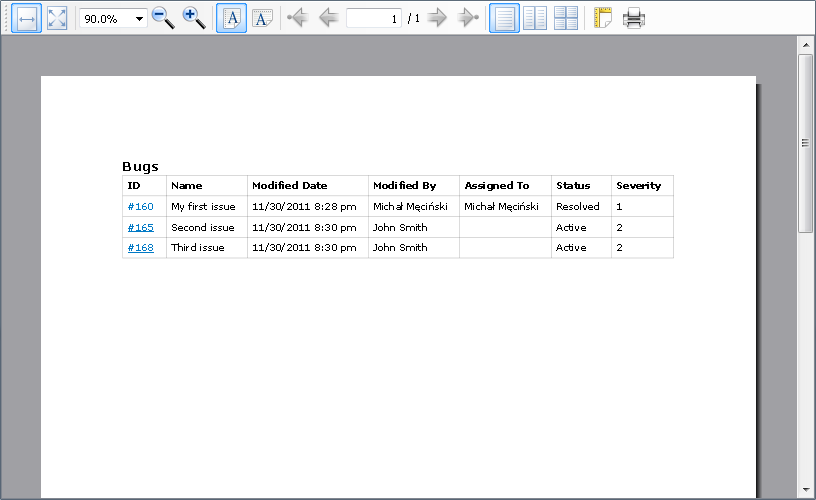 90.0% A A 1 / 1
Bugs
ID Name Modified Date Modified By Assigned To Status Severity
#160 My first issue 11/30/2011 8:28 pm Michał Męciński Michał Męciński Resolved 1
#165 Second issue 11/30/2011 8:30 pm John Smith Active 2
#168 Third issue 11/30/2011 8:30 pm John Smith Active 2